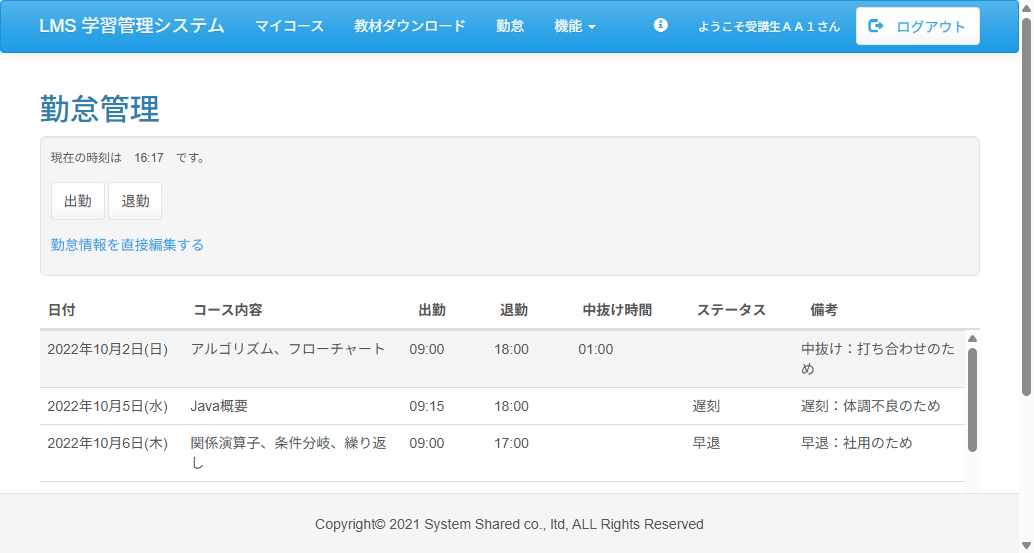 LMS 学習管理システム マイコース 教材ダウンロード 勤怠 機能 ようこそ受講生ＡＡ１さん ログアウト
勤怠管理
現在の時刻は 16:17 です。
出勤 退勤
勤怠情報を直接編集する
日付 コース内容 出勤 退勤 中抜け時間 ステータス 備考
2022年10月2日(日) アルゴリズム、フローチャート 09:00 18:00 01:00 中抜け：打ち合わせのた
め
2022年10月5日(水) Java概要 09:15 18:00 遅刻 遅刻：体調不良のため
2022年10月6日(木) 関係演算子、条件分岐、繰り返 09:00 17:00 早退 早退：社用のため
し
Copyright© 2021 System Shared co., ltd, ALL Rights Reserved